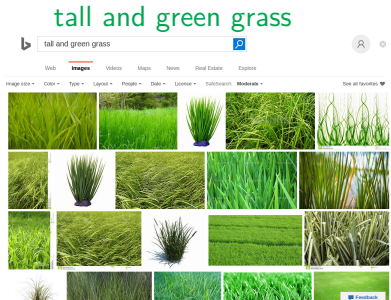 tall and green grass
tall and green grass
Web Images Videos Maps News Real Estate Explore
Image size Color Type Layout People Date License SafeSearch: Moderate See all favorites
Feedback